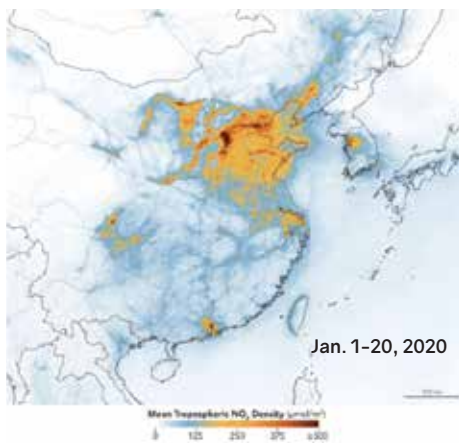 Jan. 1-20, 2020
Mean Tropospheric NO₂ Density (µmol/m²)
0 125 250 375 ≥500